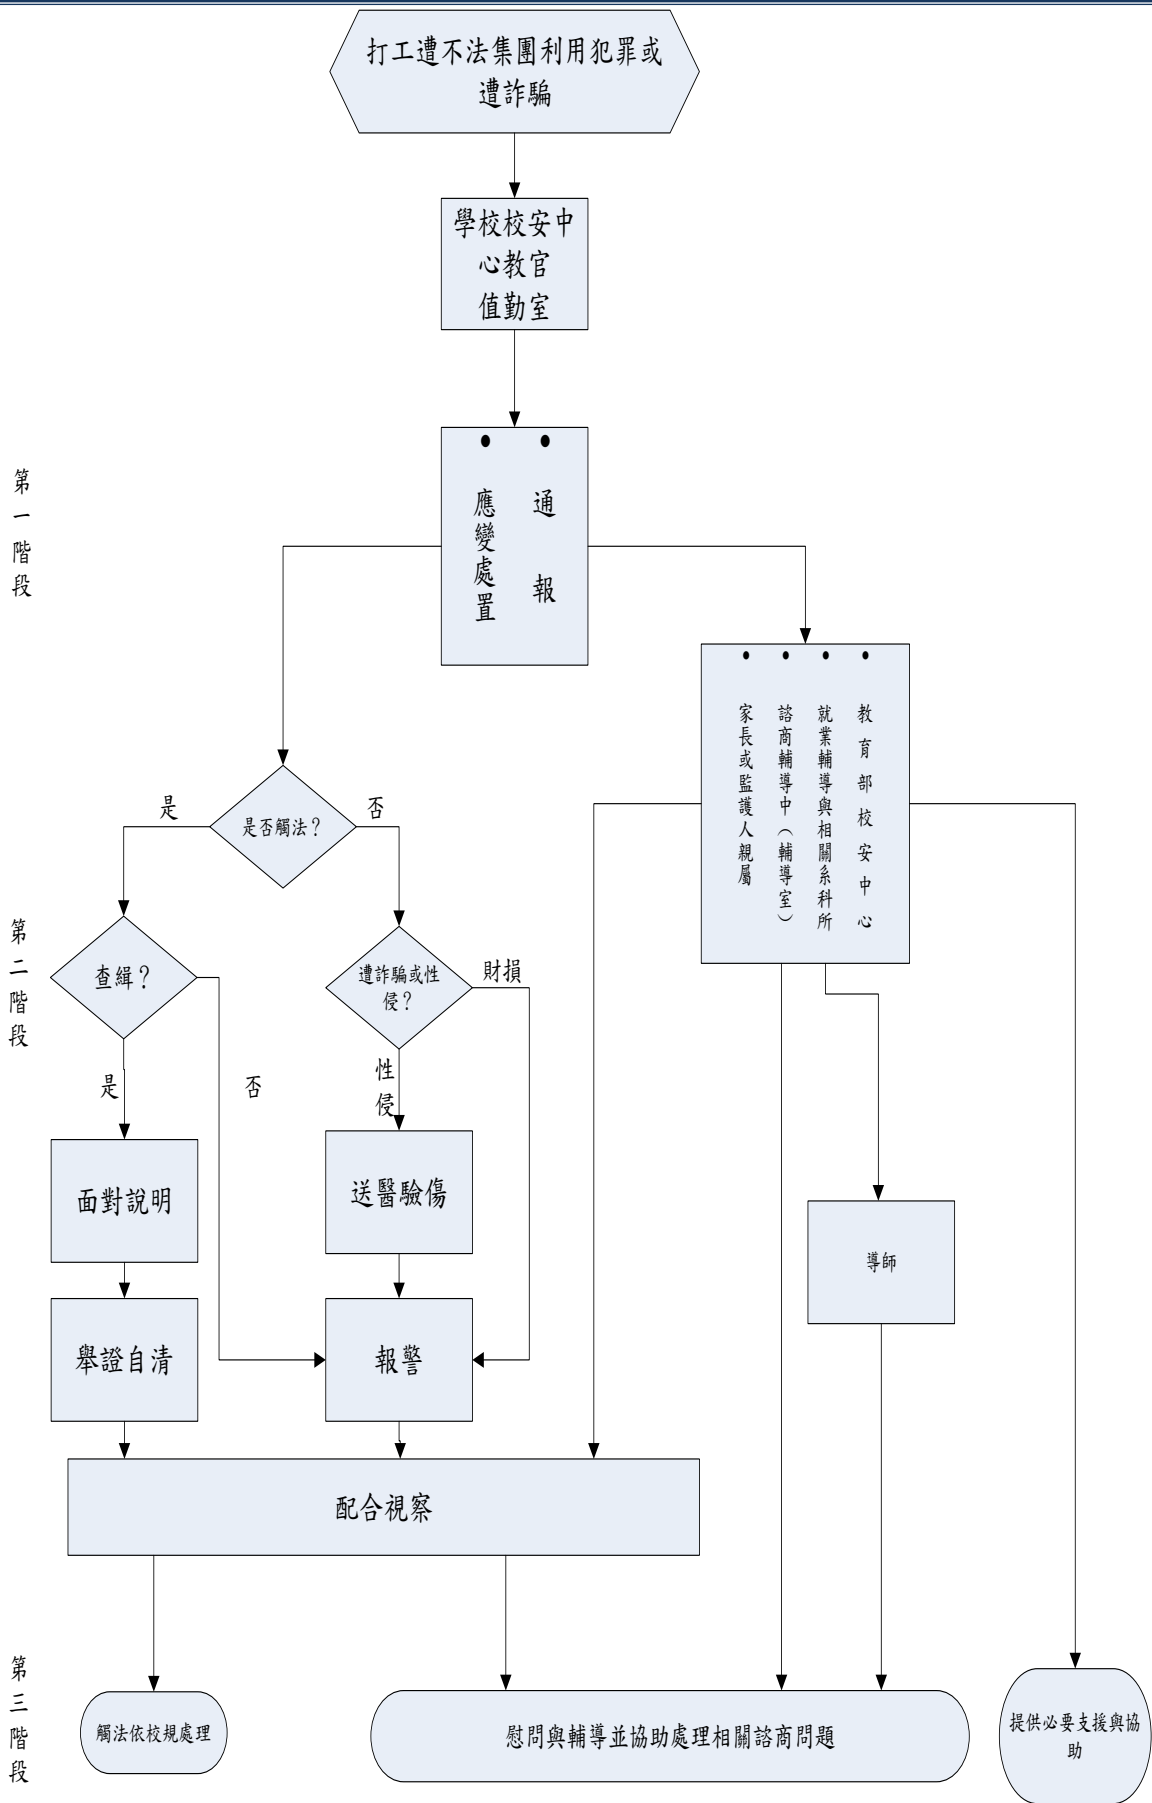 打工遭不法集團利用犯罪或
遭詐騙
學校校安中
心教官
值勤室
第一階段
• 通報
• 應變處置
• 教育部校安中心
• 就業輔導與相關系科所
• 諮商輔導中（輔導室）
• 家長或監護人親屬
是
是否觸法？
否
第二階段
查緝？
遭詐騙或性
侵？
財損
是
否
性侵
面對說明
送醫驗傷
導師
舉證自清
報警
配合視察
第三階段
觸法依校規處理
慰問與輔導並協助處理相關諮商問題
提供必要支援與協
助